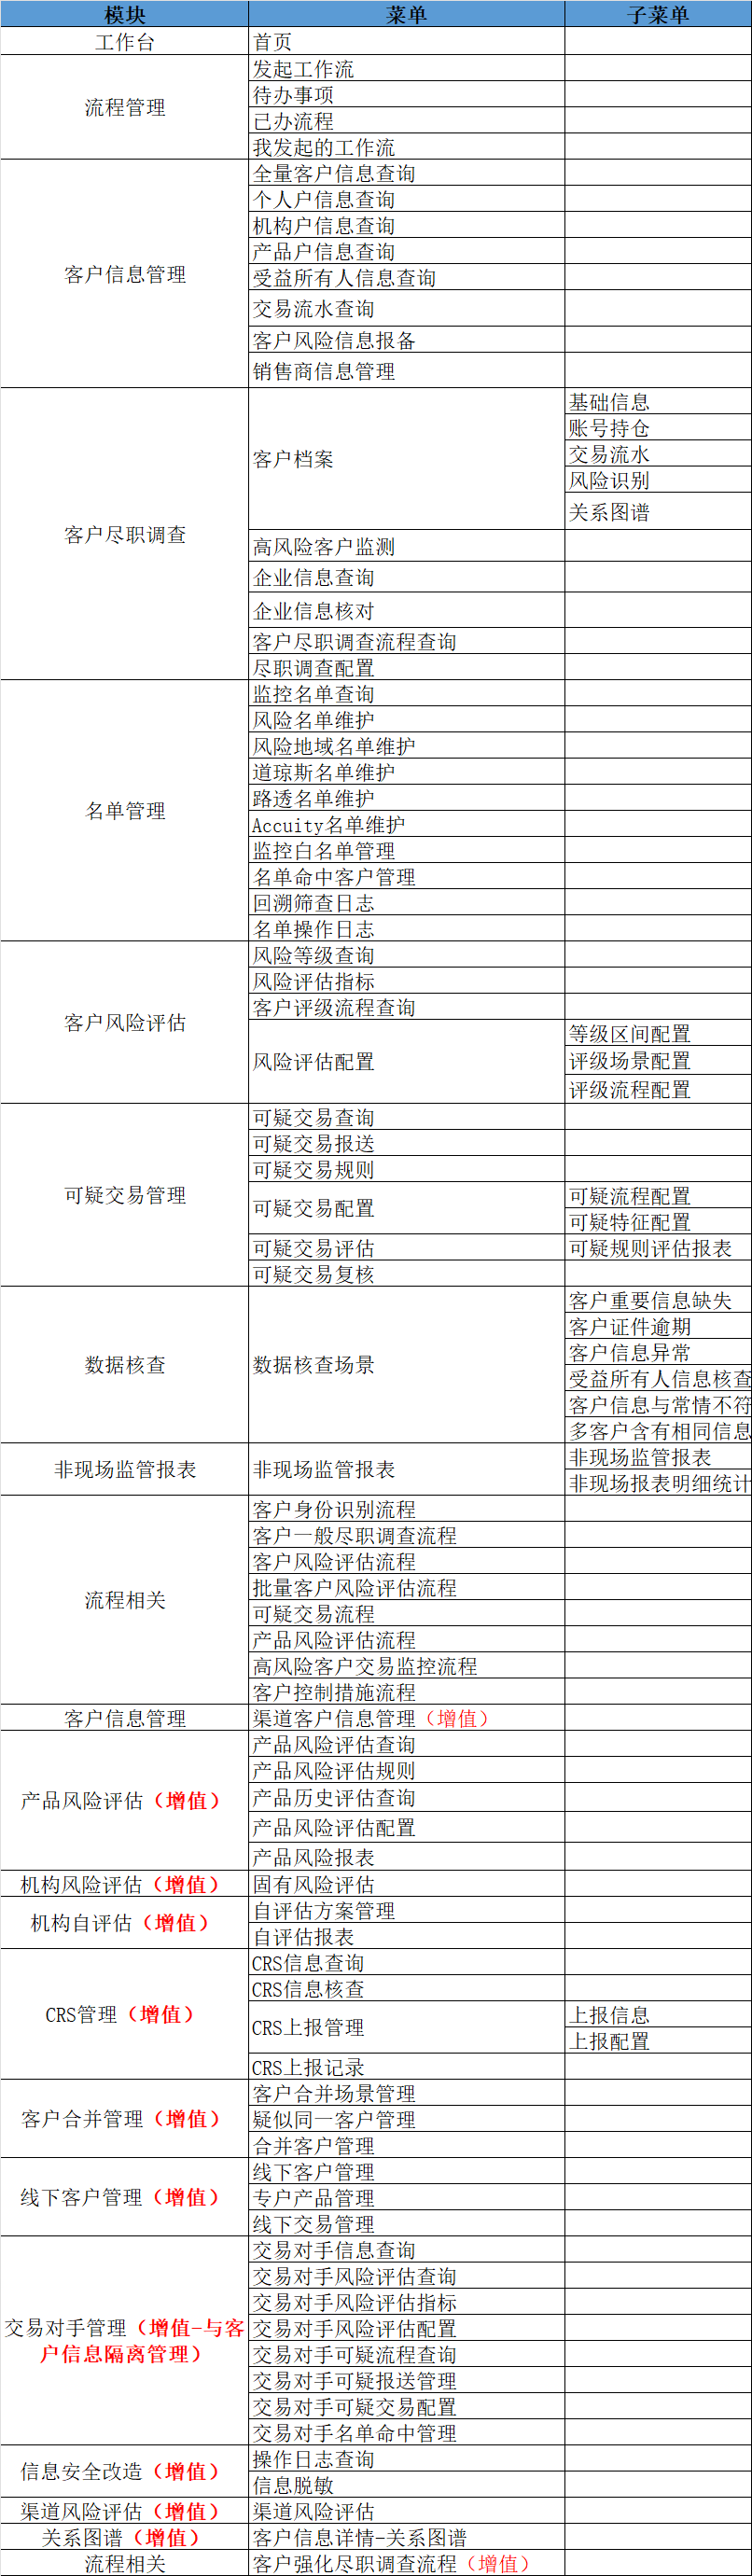 模块 菜单 子菜单
工作台 首页
流程管理 发起工作流
待办事项
已办流程
我发起的工作流
客户信息管理 全量客户信息查询
个人户信息查询
机构户信息查询
产品户信息查询
受益所有人信息查询
交易流水查询
客户风险信息报备
销售商信息管理
客户尽职调查 客户档案 基础信息
账号持仓
交易流水
风险识别
关系图谱
高风险客户监测
企业信息查询
企业信息核对
客户尽职调查流程查询
尽职调查配置
名单管理 监控名单查询
风险名单维护
风险地域名单维护
道琼斯名单维护
路透名单维护
Accuity名单维护
监控白名单管理
名单命中客户管理
回溯筛查日志
名单操作日志
客户风险评估 风险等级查询
风险评估指标
客户评级流程查询
风险评估配置 等级区间配置
评级场景配置
评级流程配置
可疑交易管理 可疑交易查询
可疑交易报送
可疑交易规则
可疑交易配置 可疑流程配置
可疑特征配置
可疑交易评估 可疑规则评估报表
可疑交易复核
数据核查 数据核查场景 客户重要信息缺失
客户证件逾期
客户信息异常
受益所有人信息核查
客户信息与常情不符
多客户含有相同信息
非现场监管报表 非现场监管报表 非现场监管报表
非现场报表明细统计
流程相关 客户身份识别流程
客户一般尽职调查流程
客户风险评估流程
批量客户风险评估流程
可疑交易流程
产品风险评估流程
高风险客户交易监控流程
客户控制措施流程
客户信息管理 渠道客户信息管理（增值）
产品风险评估（增值） 产品风险评估查询
产品风险评估规则
产品历史评估查询
产品风险评估配置
产品风险报表
机构风险评估（增值） 固有风险评估
机构自评估（增值） 自评估方案管理
自评估报表
CRS管理（增值） CRS信息查询
CRS信息核查
CRS上报管理 上报信息
上报配置
CRS上报记录
客户合并管理（增值） 客户合并场景管理
疑似同一客户管理
合并客户管理
线下客户管理（增值） 线下客户管理
专户产品管理
线下交易管理
交易对手管理（增值-与客户信息隔离管理） 交易对手信息查询
交易对手风险评估查询
交易对手风险评估指标
交易对手风险评估配置
交易对手可疑流程查询
交易对手可疑报送管理
交易对手可疑交易配置
交易对手名单命中管理
信息安全改造（增值） 操作日志查询
信息脱敏
渠道风险评估（增值） 渠道风险评估
关系图谱（增值） 客户信息详情-关系图谱
流程相关 客户强化尽职调查流程（增值）